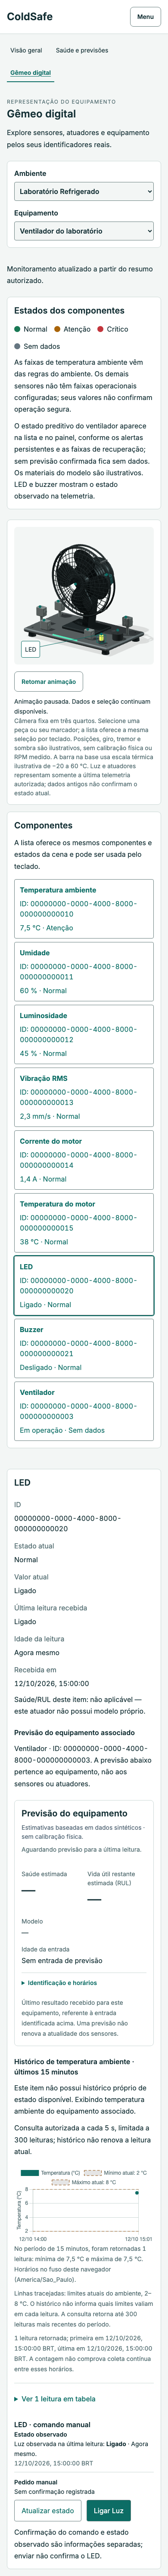 ColdSafe
Menu
Visão geral
Saúde e previsões
Gêmeo digital
REPRESENTAÇÃO DO EQUIPAMENTO
Gêmeo digital
Explore sensores, atuadores e equipamento
pelos seus identificadores reais.
Ambiente
Laboratório Refrigerado
Equipamento
Ventilador do laboratório
Monitoramento atualizado a partir do resumo
autorizado.
Estados dos componentes
Normal
Atenção
Crítico
Sem dados
As faixas de temperatura ambiente vêm
das regras do ambiente. Os demais
sensores não têm faixas operacionais
configuradas; seus valores não confirmam
operação segura.
O estado preditivo do ventilador aparece
na lista e no painel, conforme os alertas
persistentes e as faixas de recuperação;
sem previsão confirmada fica sem dados.
Os materiais do modelo são ilustrativos.
LED e buzzer mostram o estado
observado na telemetria.
LED
Retomar animação
Animação pausada. Dados e seleção continuam
disponíveis.
Câmera fixa em três quartos. Selecione uma
peça ou seu marcador; a lista oferece a mesma
seleção por teclado. Posições, giro, tremor e
sombra são ilustrativos, sem calibração física ou
RPM medido. A barra na base usa escala térmica
ilustrativa de −20 a 60 °C. Luz e atuadores
representam somente a última telemetria
autorizada; dados antigos não confirmam o
estado atual.
Componentes
A lista oferece os mesmos componentes e
estados da cena e pode ser usada pelo
teclado.
Temperatura ambiente
ID: 00000000-0000-4000-8000-
000000000010
7,5 °C · Atenção
Umidade
ID: 00000000-0000-4000-8000-
000000000011
60 % · Normal
Luminosidade
ID: 00000000-0000-4000-8000-
000000000012
45 % · Normal
Vibração RMS
ID: 00000000-0000-4000-8000-
000000000013
2,3 mm/s · Normal
Corrente do motor
ID: 00000000-0000-4000-8000-
000000000014
1,4 A · Normal
Temperatura do motor
ID: 00000000-0000-4000-8000-
000000000015
38 °C · Normal
LED
ID: 00000000-0000-4000-8000-
000000000020
Ligado · Normal
Buzzer
ID: 00000000-0000-4000-8000-
000000000021
Desligado · Normal
Ventilador
ID: 00000000-0000-4000-8000-
000000000003
Em operação · Sem dados
LED
ID
00000000-0000-4000-8000-
000000000020
Estado atual
Normal
Valor atual
Ligado
Última leitura recebida
Ligado
Idade da leitura
Agora mesmo
Recebida em
12/10/2026, 15:00:00
Saúde/RUL deste item: não aplicável —
este atuador não possui modelo próprio.
Previsão do equipamento associado
Ventilador · ID: 00000000-0000-4000-
8000-000000000003. A previsão abaixo
pertence ao equipamento, não aos
sensores ou atuadores.
Previsão do equipamento
Estimativas baseadas em dados sintéticos ·
sem calibração física.
Aguardando previsão para a última leitura.
Saúde estimada
—
Vida útil restante
estimada (RUL)
—
Modelo
—
Idade da entrada
Sem entrada de previsão
Identificação e horários
Último resultado recebido para este
equipamento, referente à entrada
identificada acima. Uma previsão não
renova a atualidade dos sensores.
Histórico de temperatura ambiente ·
últimos 15 minutos
Este item não possui histórico próprio de
estado disponível. Exibindo temperatura
ambiente do equipamento associado.
Consulta autorizada a cada 5 s, limitada a
300 leituras; histórico não renova a leitura
atual.
Temperatura (°C)
Mínimo atual: 2 °C
Máximo atual: 8 °C
Temperatura (°C)
8
6
4
2
12/10 14:00
12/10 15:01
No período de 15 minutos, foram retornadas 1
leitura: mínima de 7,5 °C e máxima de 7,5 °C.
Horários no fuso deste navegador
(America/Sao_Paulo).
Linhas tracejadas: limites atuais do ambiente, 2–
8 °C. O histórico não informa quais limites valiam
em cada leitura. A consulta retorna até 300
leituras mais recentes do período.
1 leitura retornada; primeira em 12/10/2026,
15:00:00 BRT, última em 12/10/2026, 15:00:00
BRT. A contagem não comprova coleta contínua
entre esses horários.
Ver 1 leitura em tabela
LED · comando manual
Estado observado
Luz observada na última leitura: Ligado · Agora
mesmo.
12/10/2026, 15:00:00 BRT
Pedido manual
Sem confirmação registrada
Atualizar estado
Ligar Luz
Confirmação do comando e estado
observado são informações separadas;
enviar não confirma o LED.